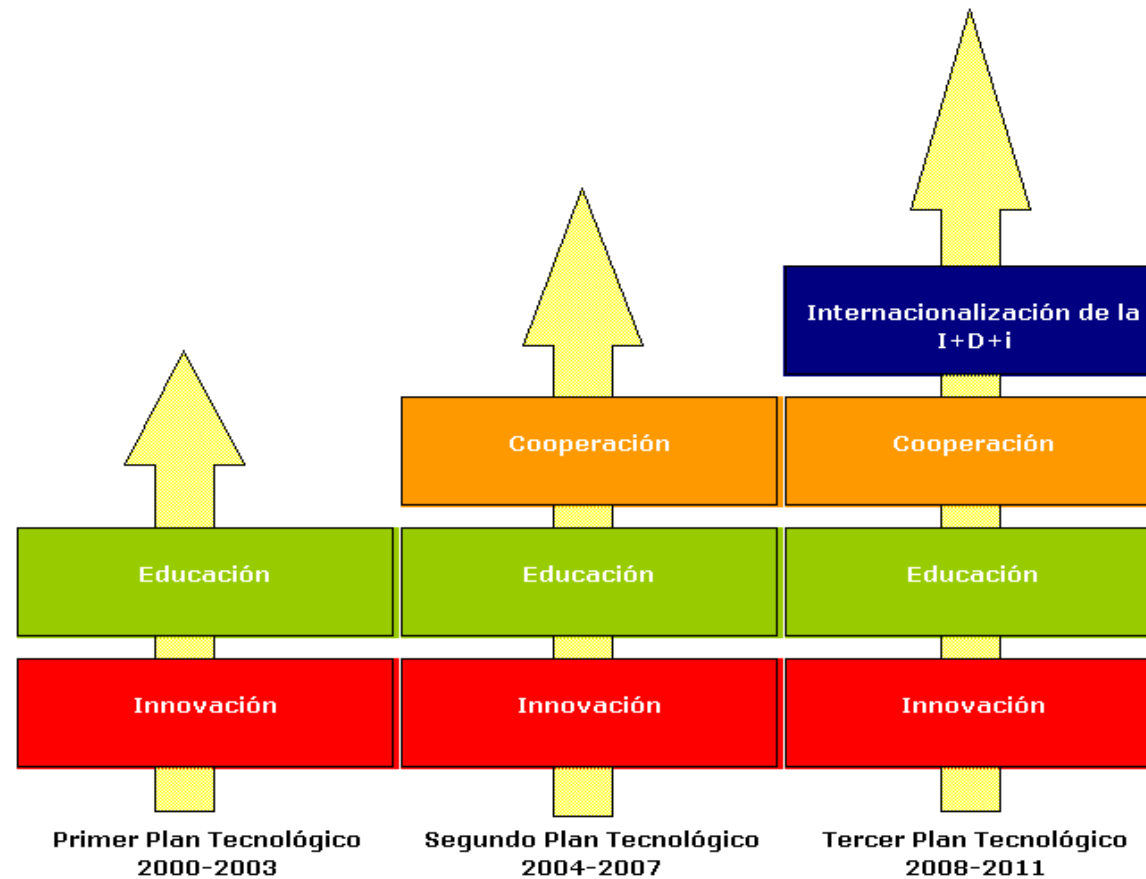 Internacionalización de la
I+D+i
Cooperación
Cooperación
Educación
Educación
Educación
Innovación
Innovación
Innovación
Primer Plan Tecnológico
2000-2003
Segundo Plan Tecnológico
2004-2007
Tercer Plan Tecnológico
2008-2011